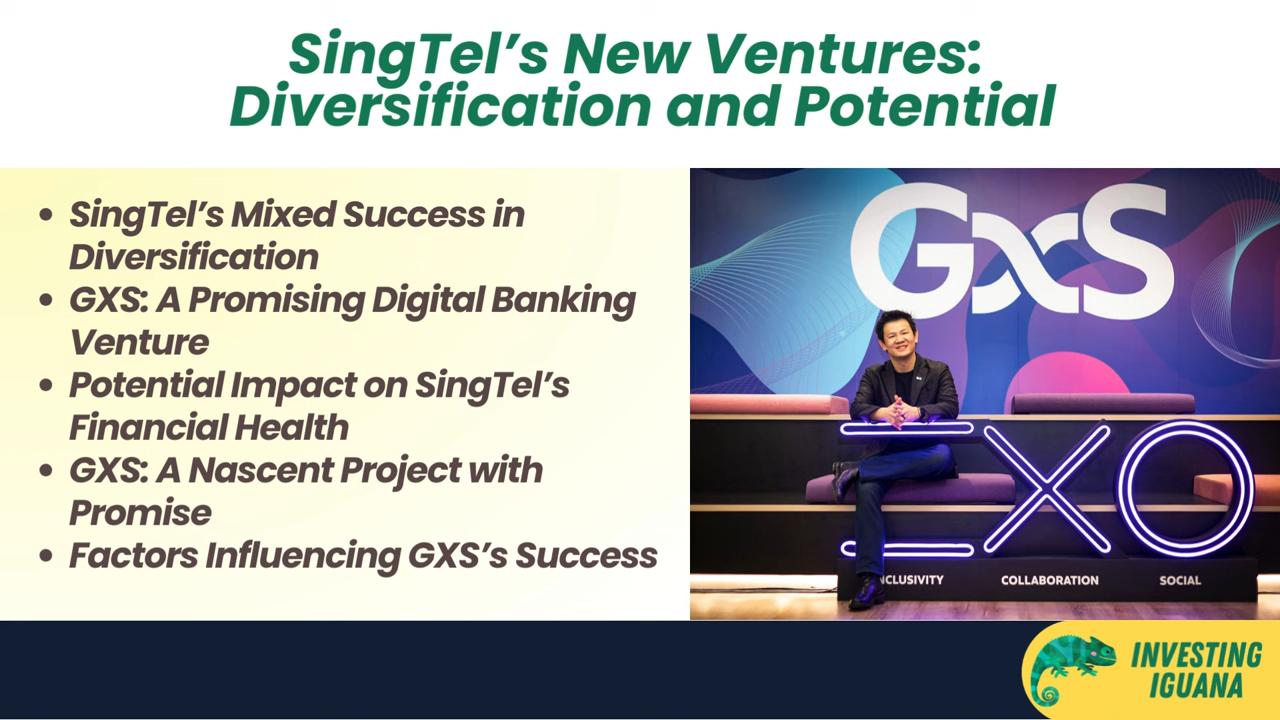 SingTel’s New Ventures:
Diversification and Potential
• SingTel’s Mixed Success in
Diversification
• GXS: A Promising Digital Banking
Venture
• Potential Impact on SingTel’s
Financial Health
• GXS: A Nascent Project with
Promise
• Factors Influencing GXS’s Success
GXS
EXO
NCLUSIVITY COLLABORATION SOCIAL
INVESTING
IGUANA